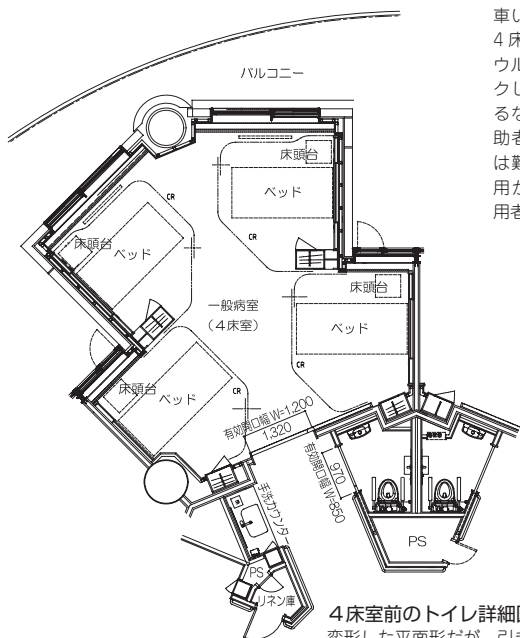 バルコニー
床頭台
ベッド
CR
CR
床頭台
ベッド
一般病室
（4床室）
床頭台
ベッド
CR
床頭台
ベッド
CR
有効開口幅 W=1,200
1,320
970
有効開口幅 W=850
手洗カウンター
PS
PS
リネン庫
4床室前のトイレ詳細
変形した平面形だが、引き
車い
4床
ウル
クし
るな
助者
は難
用か
用者